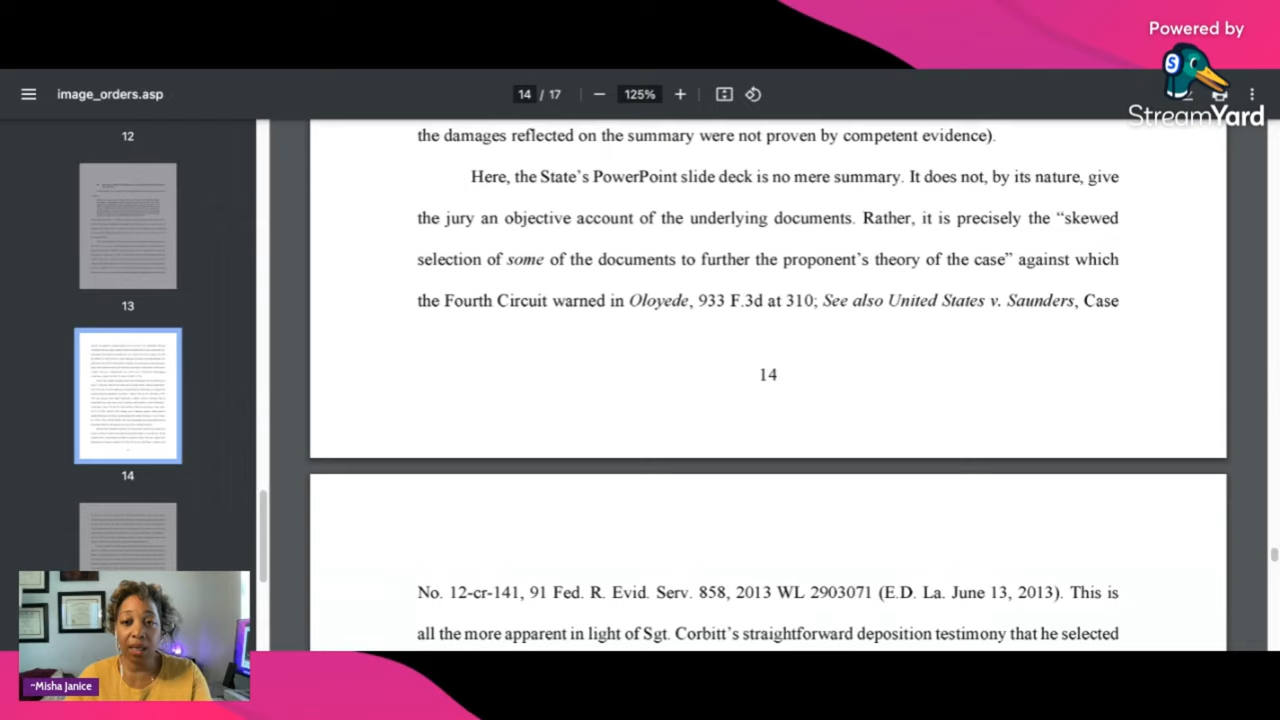 Powered by
StreamYard
image_orders.asp
14 / 17
125%
12
13
14
the damages reflected on the summary were not proven by competent evidence).
Here, the State's PowerPoint slide deck is no mere summary. It does not, by its nature, give
the jury an objective account of the underlying documents. Rather, it is precisely the “skewed
selection of some of the documents to further the proponent's theory of the case” against which
the Fourth Circuit warned in Oloyede, 933 F.3d at 310; See also United States v. Saunders, Case
14
No. 12-cr-141, 91 Fed. R. Evid. Serv. 858, 2013 WL 2903071 (E.D. La. June 13, 2013). This is
all the more apparent in light of Sgt. Corbitt's straightforward deposition testimony that he selected
~Misha Janice